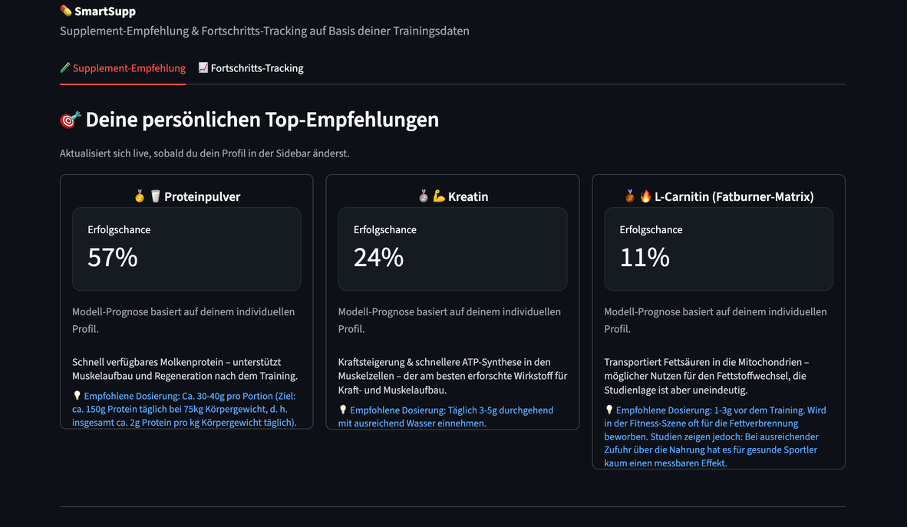 💊 SmartSupp
Supplement-Empfehlung & Fortschritts-Tracking auf Basis deiner Trainingsdaten
🧪 Supplement-Empfehlung
📈 Fortschritts-Tracking
🎯 Deine persönlichen Top-Empfehlungen
Aktualisiert sich live, sobald du dein Profil in der Sidebar änderst.
🥇 🥛 Proteinpulver
Erfolgschance
57%
Modell-Prognose basiert auf deinem individuellen
Profil.
Schnell verfügbares Molkenprotein – unterstützt
Muskelaufbau und Regeneration nach dem Training.
💡 Empfohlene Dosierung: Ca. 30-40g pro Portion (Ziel:
ca. 150g Protein täglich bei 75kg Körpergewicht, d. h.
insgesamt ca. 2g Protein pro kg Körpergewicht täglich).
🥈 💪 Kreatin
Erfolgschance
24%
Modell-Prognose basiert auf deinem individuellen
Profil.
Kraftsteigerung & schnellere ATP-Synthese in den
Muskelzellen – der am besten erforschte Wirkstoff für
Kraft- und Muskelaufbau.
💡 Empfohlene Dosierung: Täglich 3-5g durchgehend
mit ausreichend Wasser einnehmen.
🥉 🔥 L-Carnitin (Fatburner-Matrix)
Erfolgschance
11%
Modell-Prognose basiert auf deinem individuellen
Profil.
Transportiert Fettsäuren in die Mitochondrien –
möglicher Nutzen für den Fettstoffwechsel, die
Studienlage ist aber uneindeutig.
💡 Empfohlene Dosierung: 1-3g vor dem Training. Wird
in der Fitness-Szene oft für die Fettverbrennung
beworben. Studien zeigen jedoch: Bei ausreichender
Zufuhr über die Nahrung hat es für gesunde Sportler
kaum einen messbaren Effekt.